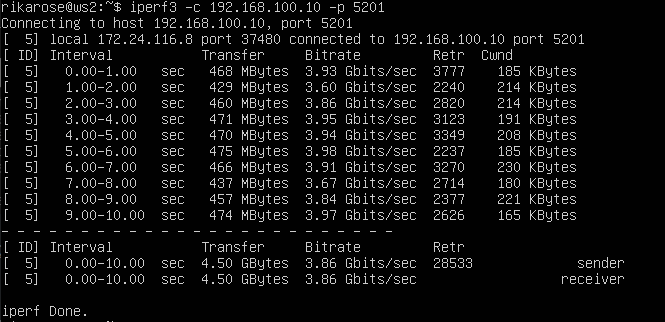 rikarose@ws2:~$ iperf3 -c 192.168.100.10 -p 5201
Connecting to host 192.168.100.10, port 5201
[  5] local 172.24.116.8 port 37480 connected to 192.168.100.10 port 5201
[ ID] Interval           Transfer     Bitrate         Retr  Cwnd
[  5]   0.00-1.00   sec   468 MBytes  3.93 Gbits/sec  3777    185 KBytes
[  5]   1.00-2.00   sec   429 MBytes  3.60 Gbits/sec  2240    214 KBytes
[  5]   2.00-3.00   sec   460 MBytes  3.86 Gbits/sec  2820    214 KBytes
[  5]   3.00-4.00   sec   471 MBytes  3.95 Gbits/sec  3123    191 KBytes
[  5]   4.00-5.00   sec   470 MBytes  3.94 Gbits/sec  3349    208 KBytes
[  5]   5.00-6.00   sec   475 MBytes  3.98 Gbits/sec  2237    185 KBytes
[  5]   6.00-7.00   sec   466 MBytes  3.91 Gbits/sec  3270    230 KBytes
[  5]   7.00-8.00   sec   437 MBytes  3.67 Gbits/sec  2714    180 KBytes
[  5]   8.00-9.00   sec   457 MBytes  3.84 Gbits/sec  2377    221 KBytes
[  5]   9.00-10.00  sec   474 MBytes  3.97 Gbits/sec  2626    165 KBytes
- - - - - - - - - - - - - - - - - - - - - - - - -
[ ID] Interval           Transfer     Bitrate         Retr
[  5]   0.00-10.00  sec  4.50 GBytes  3.86 Gbits/sec  28533             sender
[  5]   0.00-10.00  sec  4.50 GBytes  3.86 Gbits/sec                  receiver
iperf Done.